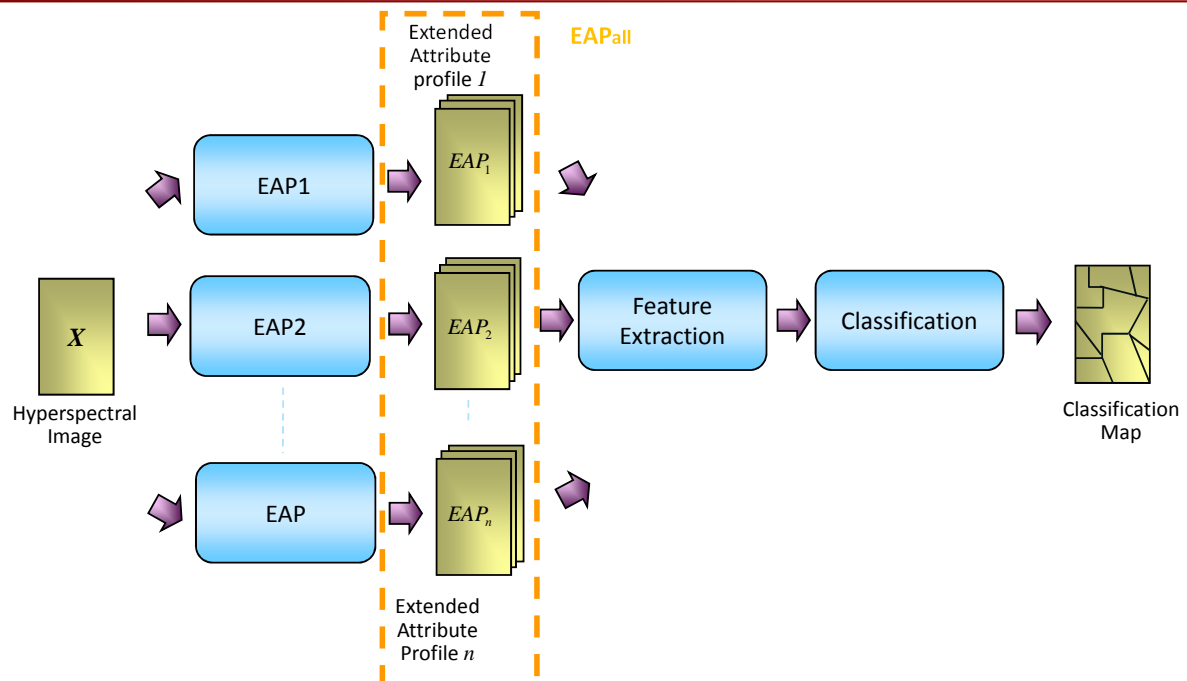 Extended
Attribute
profile 1
EAPall
EAP1
EAP₁
X
Hyperspectral
Image
EAP2
EAP₂
Feature
Extraction
Classification
Classification
Map
EAP
EAPₙ
Extended
Attribute
Profile n